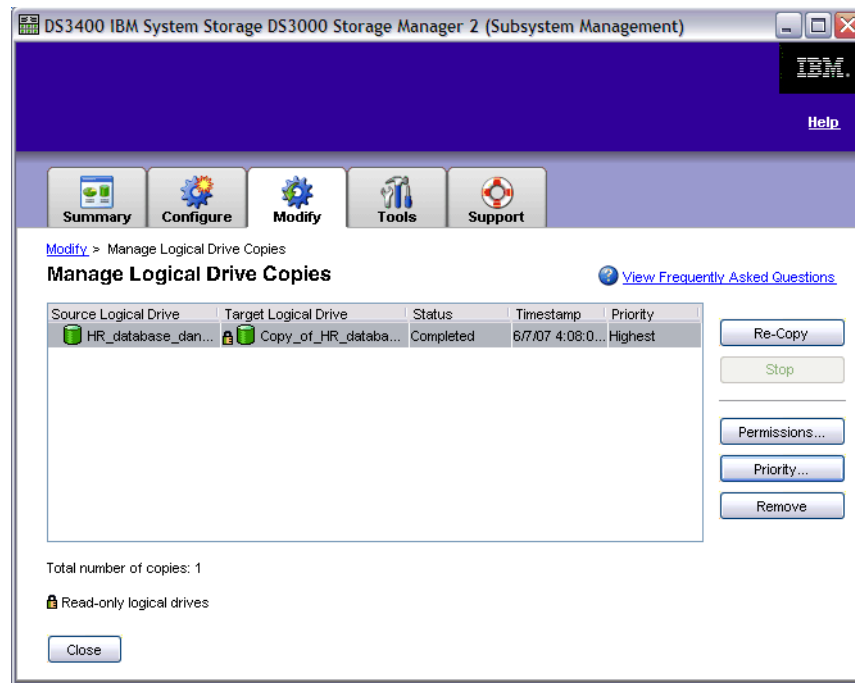 DS3400 IBM System Storage DS3000 Storage Manager 2 (Subsystem Management)
IBM.
Help
Summary
Configure
Modify
Tools
Support
Modify > Manage Logical Drive Copies
Manage Logical Drive Copies
View Frequently Asked Questions
Source Logical Drive Target Logical Drive Status Timestamp Priority
HR_database_dan... Copy_of_HR_databa... Completed 6/7/07 4:08:0... Highest
Re-Copy
Stop
Permissions...
Priority...
Remove
Total number of copies: 1
Read-only logical drives
Close